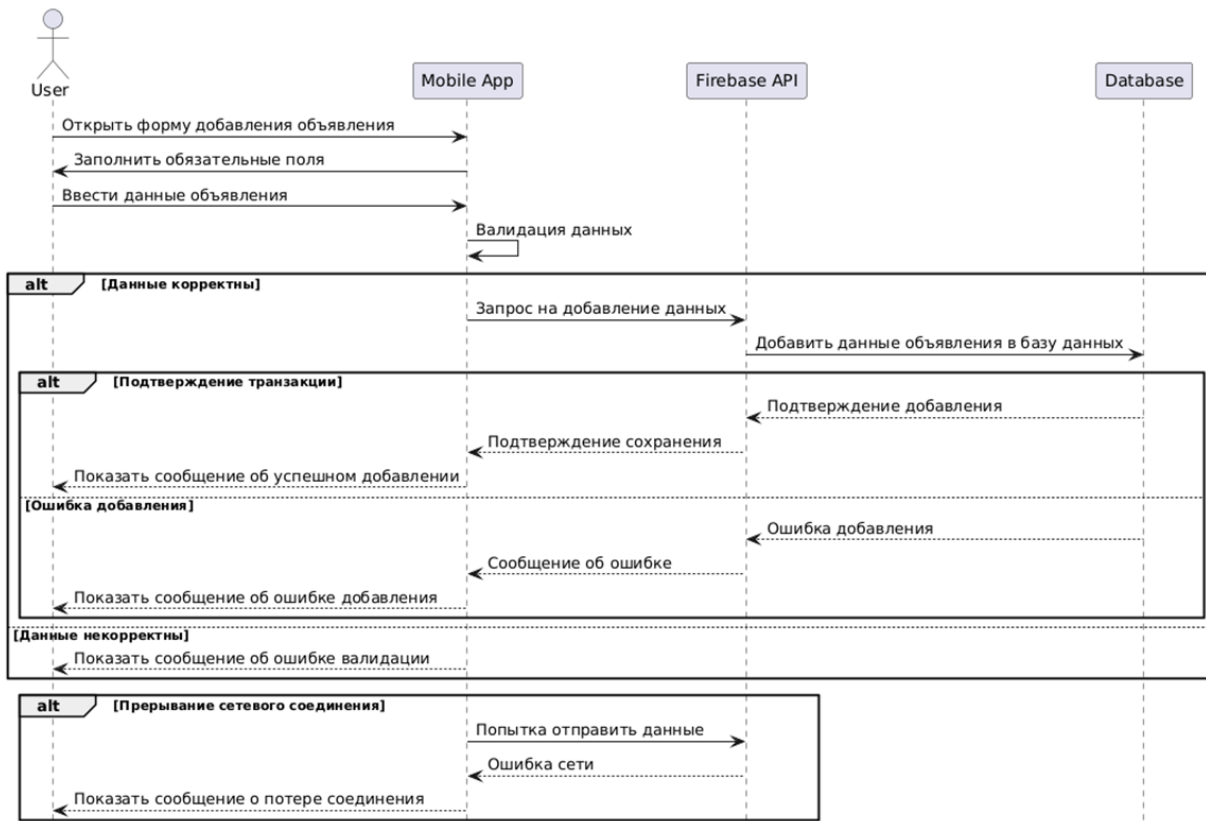 User
Mobile App
Firebase API
Database
Открыть форму добавления объявления
Заполнить обязательные поля
Ввести данные объявления
Валидация данных
alt [Данные корректны]
Запрос на добавление данных
Добавить данные объявления в базу данных
alt [Подтверждение транзакции]
Подтверждение добавления
Подтверждение сохранения
Показать сообщение об успешном добавлении
[Ошибка добавления]
Ошибка добавления
Сообщение об ошибке
Показать сообщение об ошибке добавления
[Данные некорректны]
Показать сообщение об ошибке валидации
alt [Прерывание сетевого соединения]
Попытка отправить данные
Ошибка сети
Показать сообщение о потере соединения